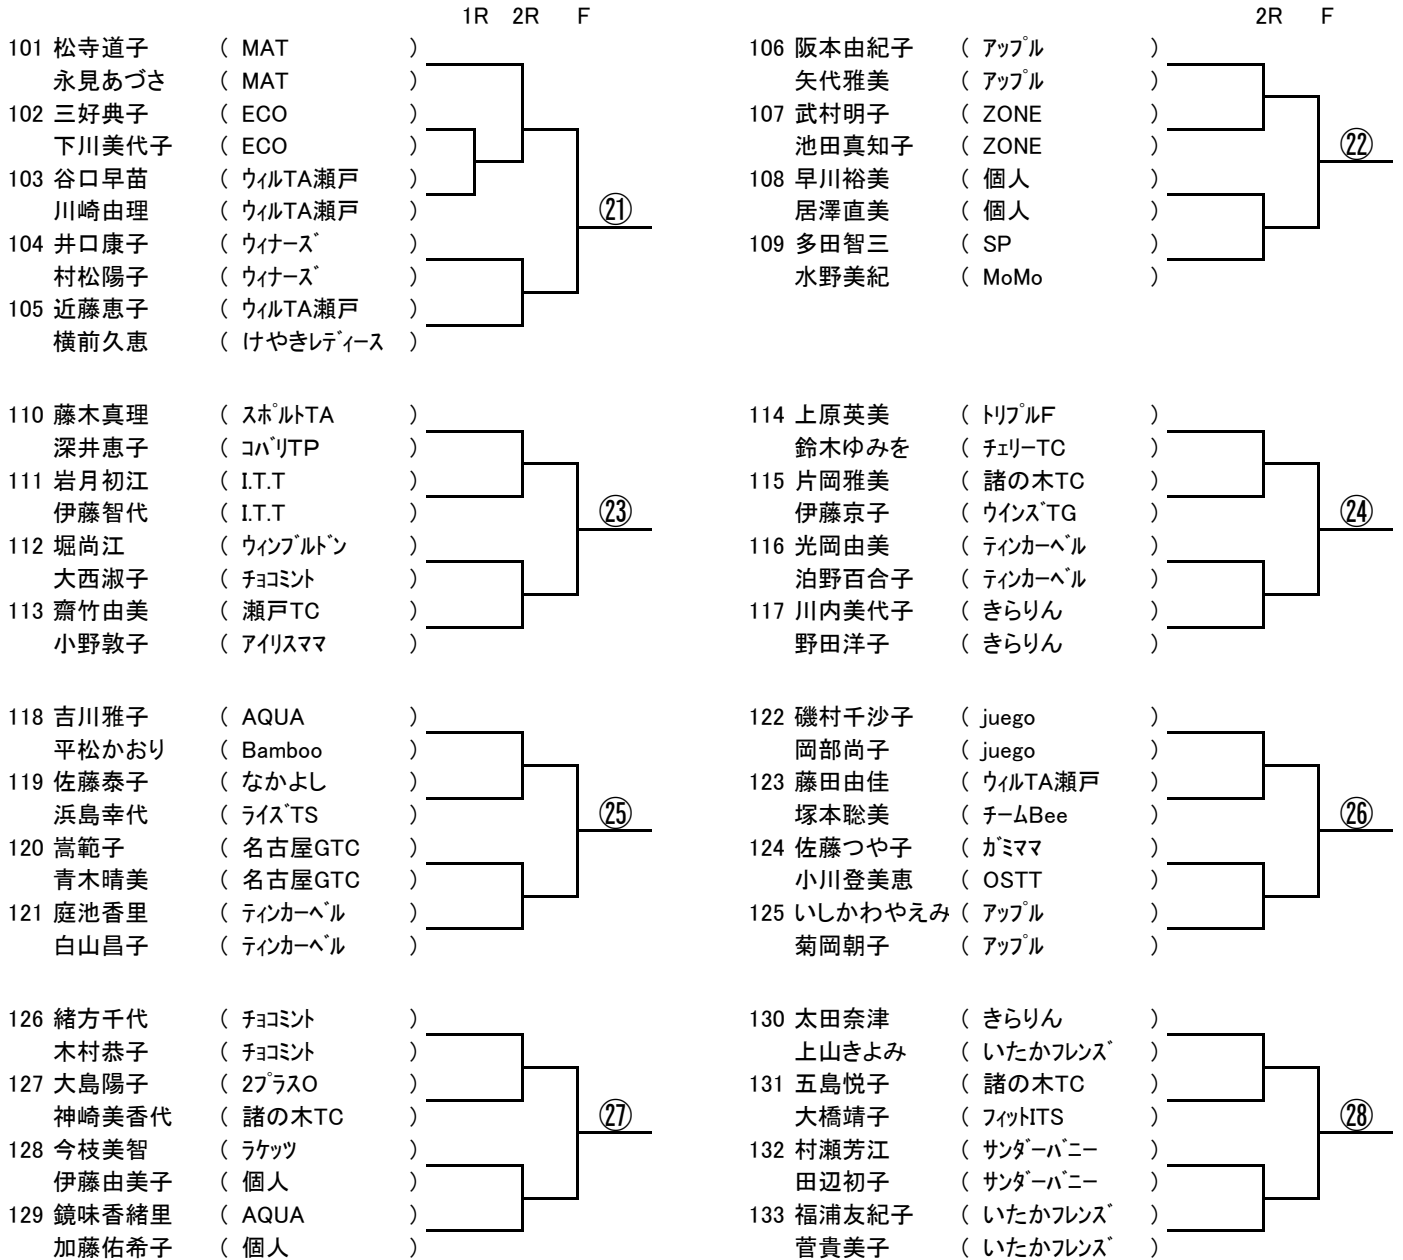 1R 2R F
101 松寺道子 ( MAT )
永見あづさ ( MAT )
102 三好典子 ( ECO )
下川美代子 ( ECO )
103 谷口早苗 ( ウィルTA瀬戸 )
川崎由理 ( ウィルTA瀬戸 )
104 井口康子 ( ウィナーズ )
村松陽子 ( ウィナーズ )
105 近藤恵子 ( ウィルTA瀬戸 )
横前久恵 ( けやきレディース )
㉑
2R F
106 阪本由紀子 ( アップル )
矢代雅美 ( アップル )
107 武村明子 ( ZONE )
池田真知子 ( ZONE )
108 早川裕美 ( 個人 )
居澤直美 ( 個人 )
109 多田智三 ( SP )
水野美紀 ( MoMo )
㉒
110 藤木真理 ( スポルトTA )
深井恵子 ( コパリTP )
111 岩月初江 ( I.T.T )
伊藤智代 ( I.T.T )
112 堀尚江 ( ウィンブルドン )
大西淑子 ( チョコミント )
113 齋竹由美 ( 瀬戸TC )
小野敦子 ( アイリスママ )
㉓
114 上原英美 ( トリプルF )
鈴木ゆみを ( チェリーTC )
115 片岡雅美 ( 諸の木TC )
伊藤京子 ( ウインズTG )
116 光岡由美 ( ティンカーベル )
泊野百合子 ( ティンカーベル )
117 川内美代子 ( きらりん )
野田洋子 ( きらりん )
㉔
118 吉川雅子 ( AQUA )
平松かおり ( Bamboo )
119 佐藤泰子 ( なかよし )
浜島幸代 ( ライズTS )
120 嵩範子 ( 名古屋GTC )
青木晴美 ( 名古屋GTC )
121 庭池香里 ( ティンカーベル )
白山昌子 ( ティンカーベル )
㉕
122 磯村千沙子 ( juego )
岡部尚子 ( juego )
123 藤田由佳 ( ウィルTA瀬戸 )
塚本聡美 ( チームBee )
124 佐藤つや子 ( ガミママ )
小川登美恵 ( OSTT )
125 いしかわやえみ ( アップル )
菊岡朝子 ( アップル )
㉖
126 緒方千代 ( チョコミント )
木村恭子 ( チョコミント )
127 大島陽子 ( 2プラスO )
神崎美香代 ( 諸の木TC )
128 今枝美智 ( ラケッツ )
伊藤由美子 ( 個人 )
129 鏡味香緒里 ( AQUA )
加藤佑希子 ( 個人 )
㉗
130 太田奈津 ( きらりん )
上山きよみ ( いたかフレンズ )
131 五島悦子 ( 諸の木TC )
大橋靖子 ( フィットITS )
132 村瀬芳江 ( サンダーバニー )
田辺初子 ( サンダーバニー )
133 福浦友紀子 ( いたかフレンズ )
菅貴美子 ( いたかフレンズ )
㉘